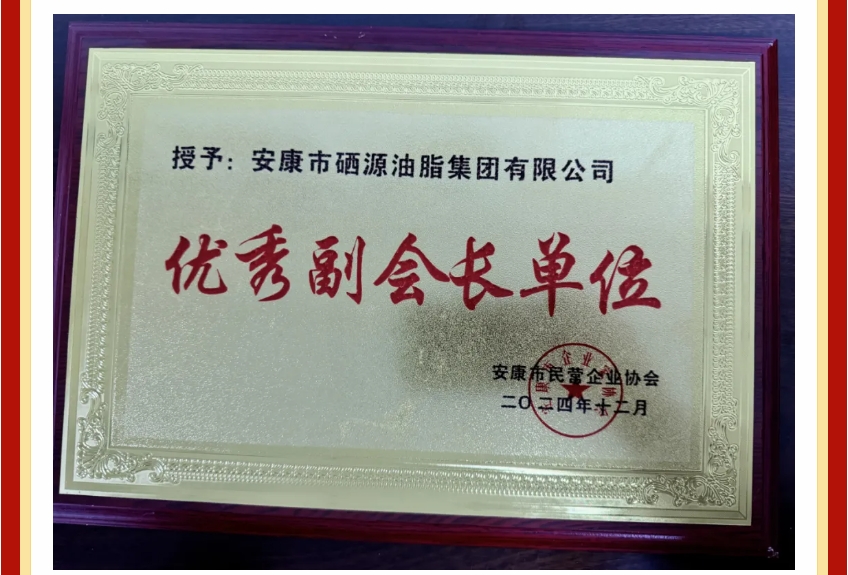 授予：安康市硒源油脂集团有限公司
优秀副会长单位
安康市民营企业协会
二〇二四年十二月